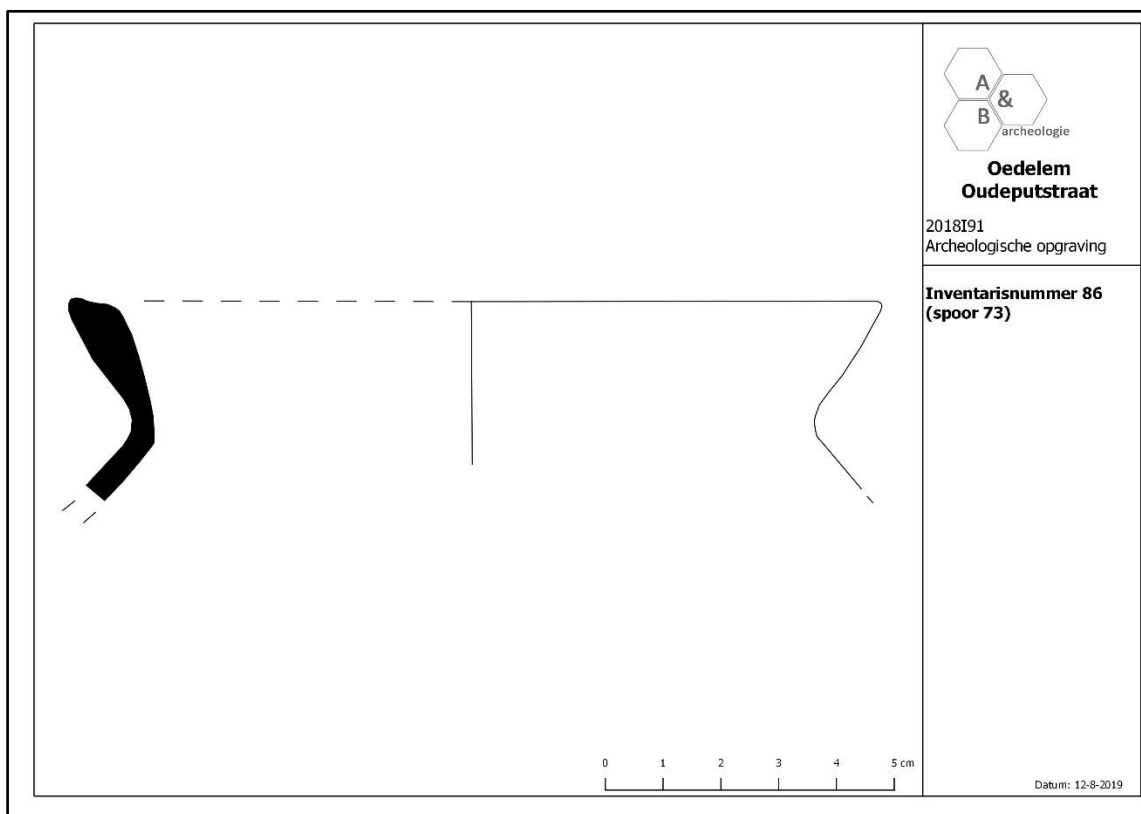 A
&
B
archeologie
Oedelem
Oudeputstraat
2018I91
Archeologische opgraving
Inventarisnummer 86
(spoor 73)
0 1 2 3 4 5 cm
Datum: 12-8-2019